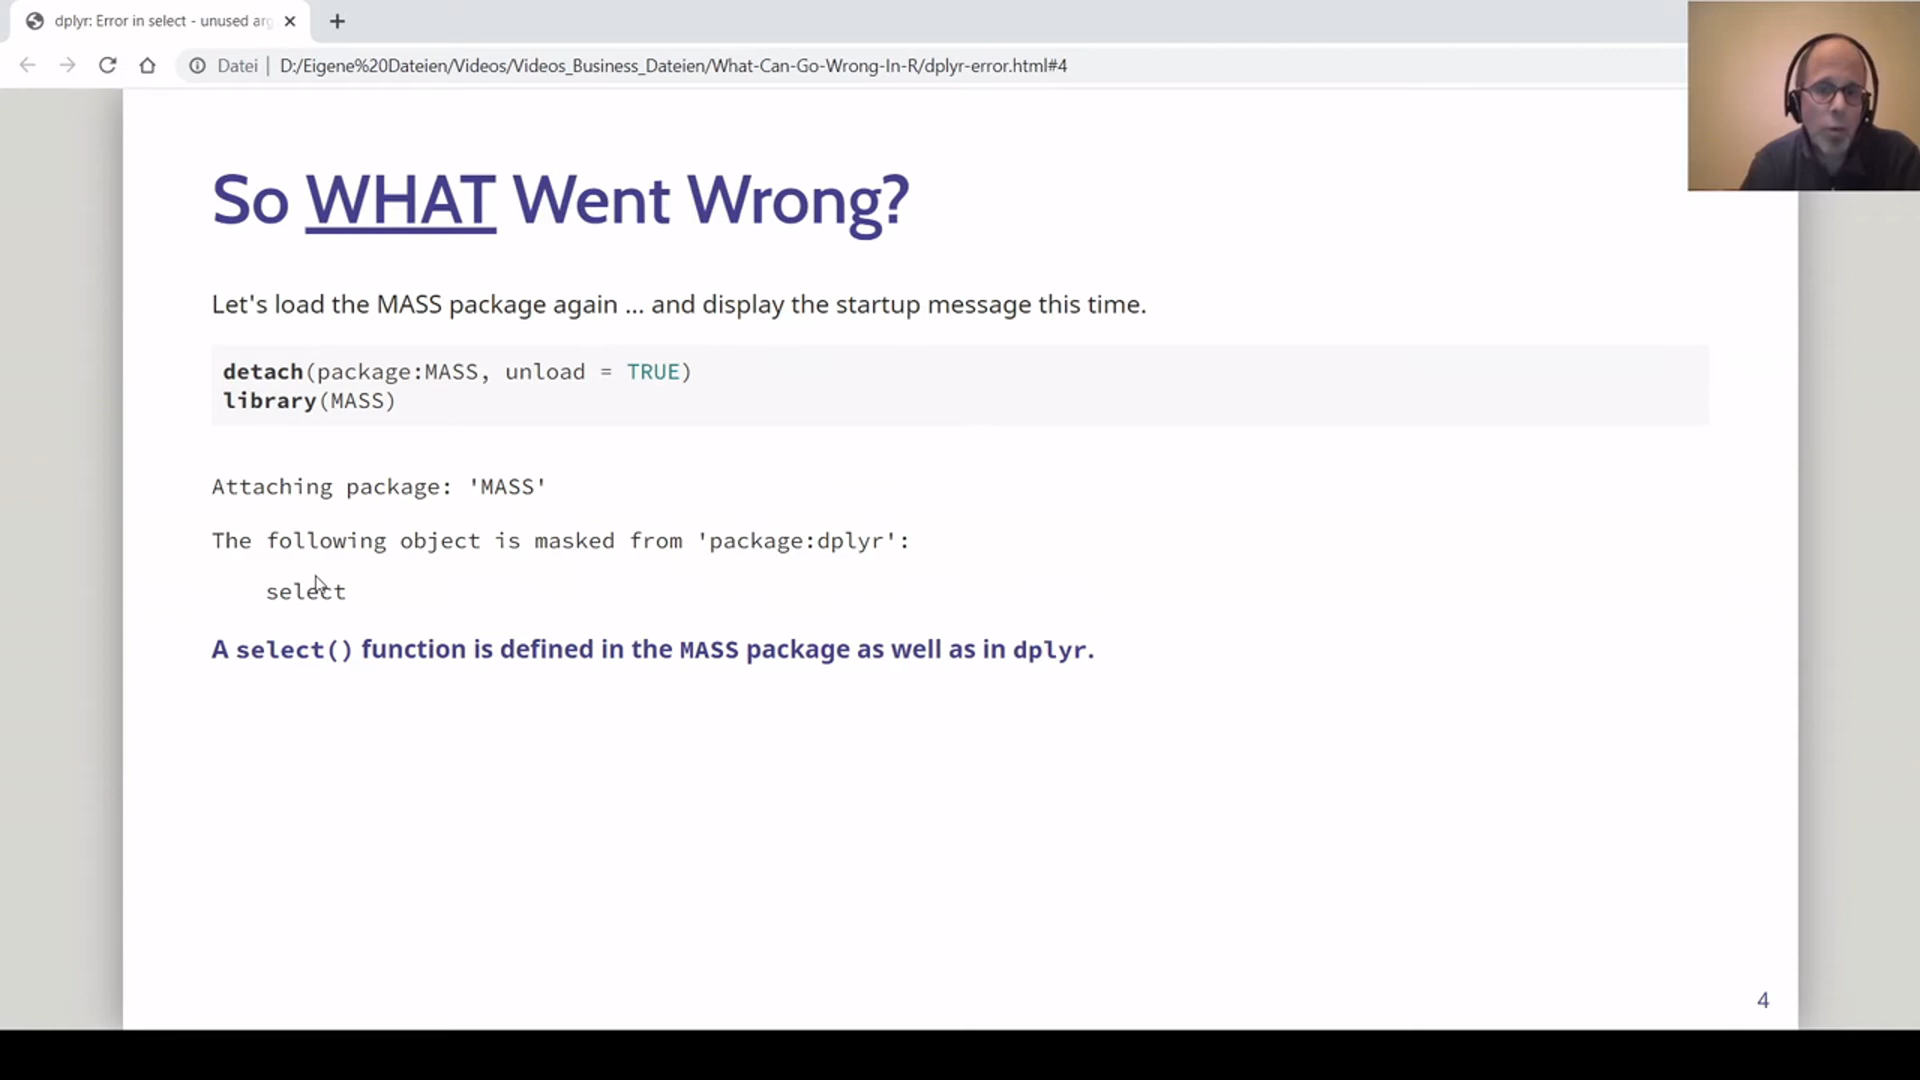 dplyr: Error in select - unused arg
Datei | D:/Eigene%20Dateien/Videos/Videos_Business_Dateien/What-Can-Go-Wrong-In-R/dplyr-error.html#4
So WHAT Went Wrong?
Let's load the MASS package again ... and display the startup message this time.
detach(package:MASS, unload = TRUE)
library(MASS)
Attaching package: 'MASS'
The following object is masked from 'package:dplyr':
select
A select() function is defined in the MASS package as well as in dplyr.
4